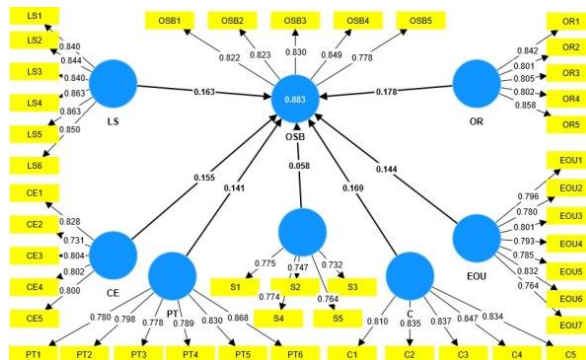 LS1
LS2
LS3
LS4
LS5
LS6
0.840
0.844
0.840
0.863
0.863
0.850
LS
OSB1
OSB2
OSB3
OSB4
OSB5
0.822
0.823
0.830
0.849
0.778
0.883
OSB
OR1
OR2
OR3
OR4
OR5
0.842
0.801
0.805
0.802
0.858
OR
0.163
0.178
0.155
0.141
0.058
0.169
0.144
CE1
CE2
CE3
CE4
CE5
0.828
0.731
0.804
0.802
0.800
CE
PT
0.780
0.798
0.778
0.789
0.830
0.868
PT1
PT2
PT3
PT4
PT5
PT6
0.775
0.747
0.732
0.774
0.764
S1
S2
S3
S4
S5
C
0.810
0.835
0.837
0.847
0.834
C1
C2
C3
C4
C5
EOU
0.796
0.780
0.801
0.793
0.785
0.832
0.764
EOU1
EOU2
EOU3
EOU4
EOU5
EOU6
EOU7